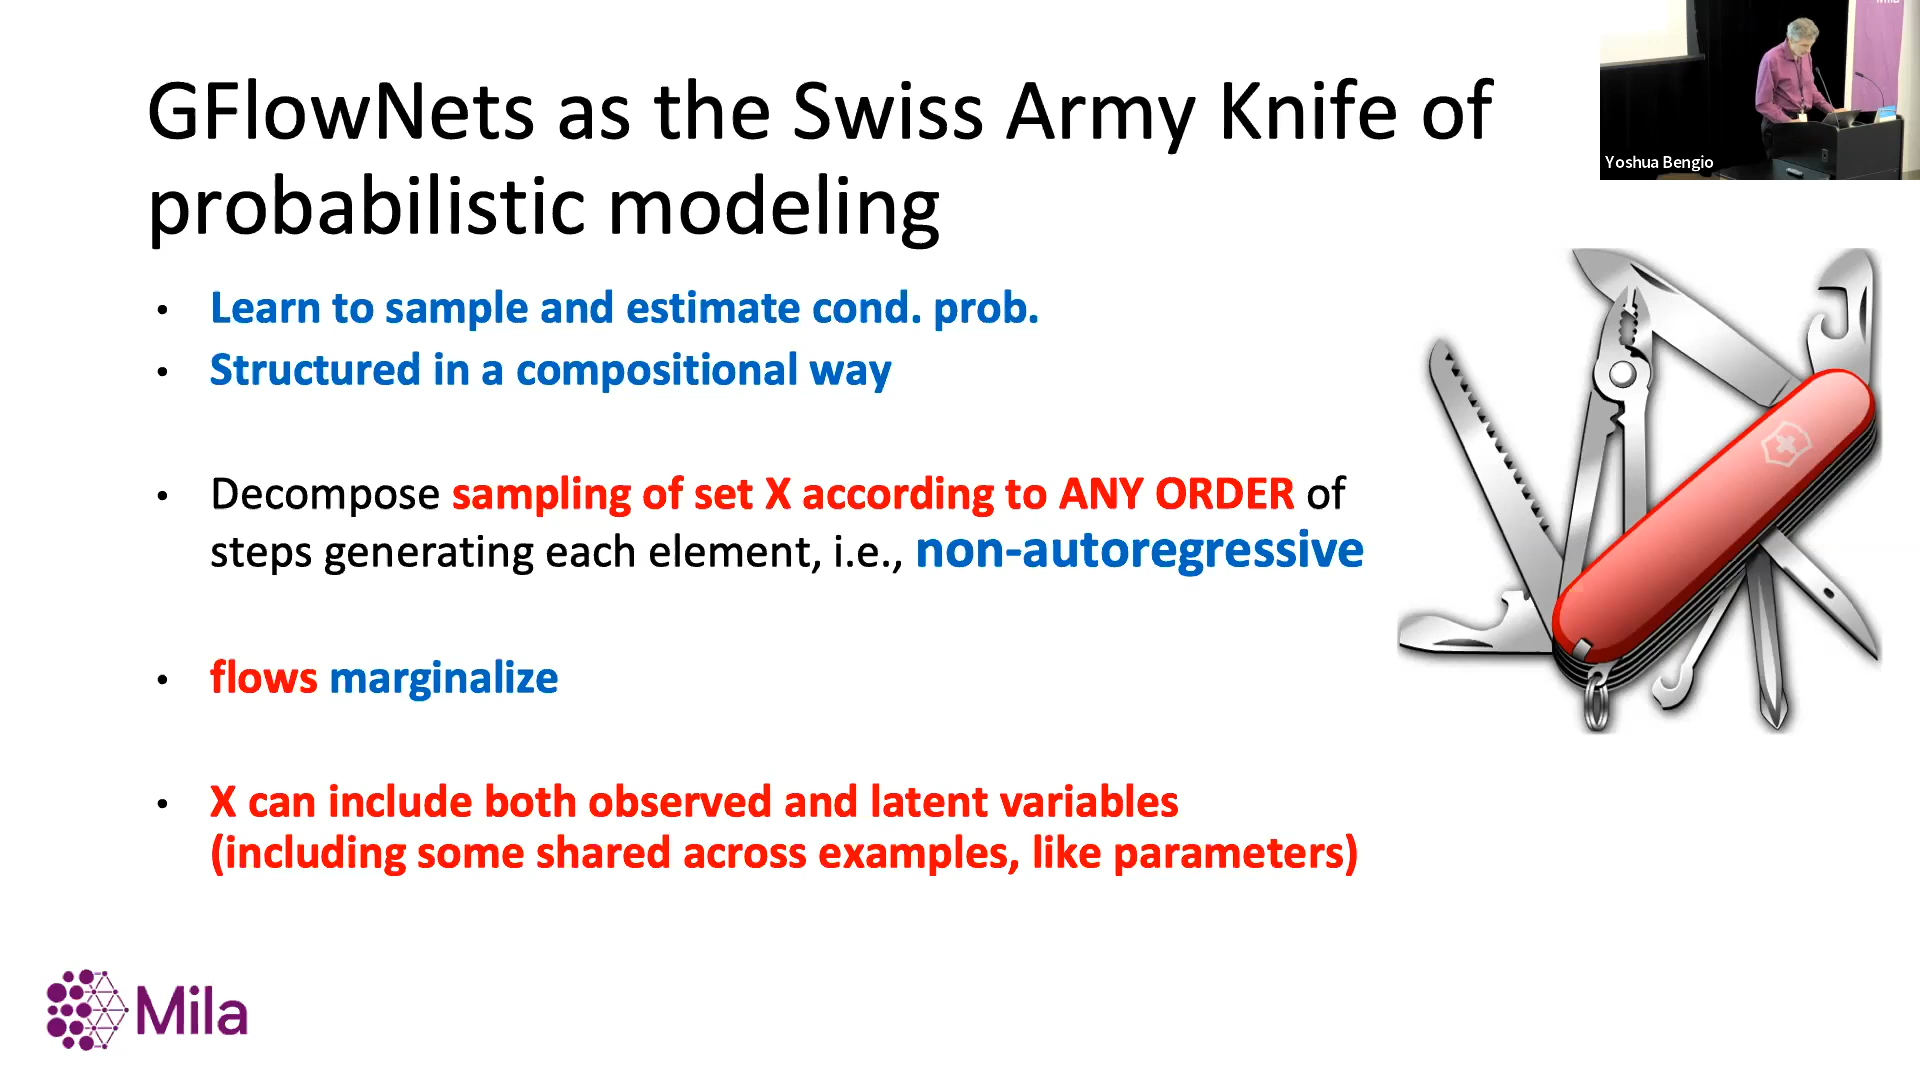 GFlowNets as the Swiss Army Knife of
probabilistic modeling
Yoshua Bengio
• Learn to sample and estimate cond. prob.
• Structured in a compositional way
• Decompose sampling of set X according to ANY ORDER of
steps generating each element, i.e., non-autoregressive
• flows marginalize
• X can include both observed and latent variables
(including some shared across examples, like parameters)
Mila